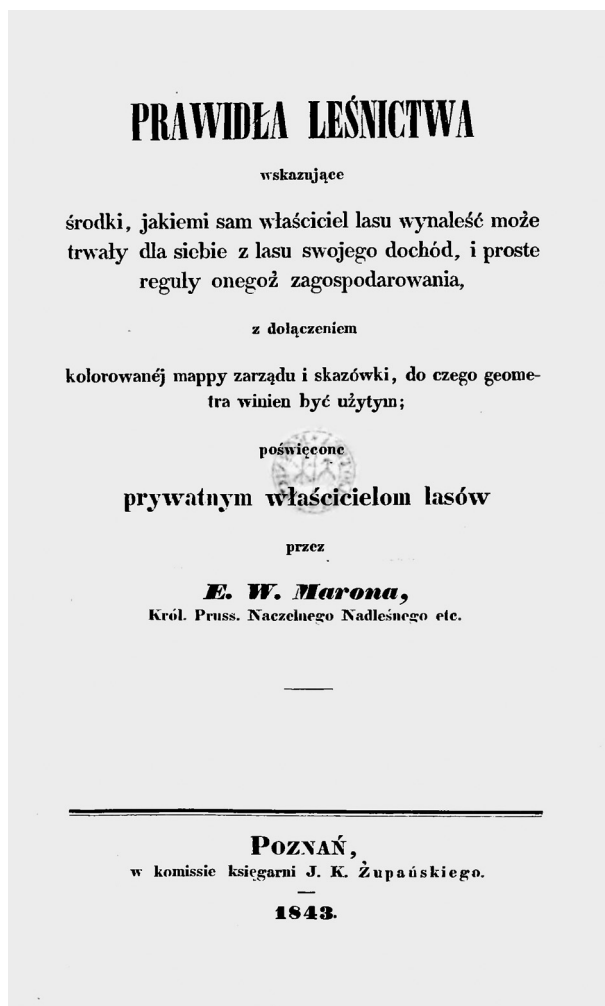 PRAWIDŁA LEŚNICTWA
wskazujące
środki, jakiemi sam właściciel lasu wynaleść może
trwały dla siebie z lasu swojego dochód, i proste
reguly onegoż zagospodarowania,
z dołączeniem
kolorowanéj mappy zarządu i skazówki, do czego geome-
tra winien być użytym;
poświęcone
prywatnym właścicielom lasów
przez
E. W. Marona,
Król. Pruss. Naczelnego Nadleśnego etc.
POZNAŃ,
w komissie księgarni J. K. Żupańskiego.
1843.